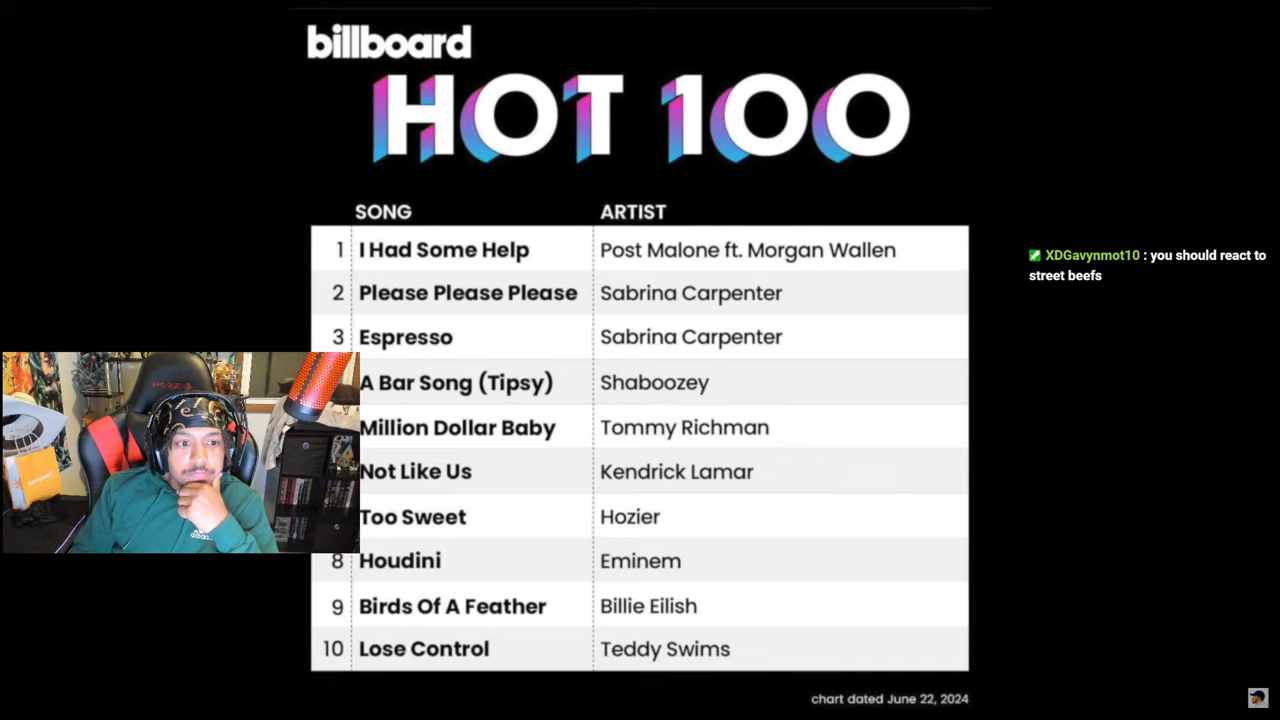 billboard
HOT 100
SONG ARTIST
1 I Had Some Help Post Malone ft. Morgan Wallen
2 Please Please Please Sabrina Carpenter
3 Espresso Sabrina Carpenter
A Bar Song (Tipsy) Shaboozey
Million Dollar Baby Tommy Richman
Not Like Us Kendrick Lamar
Too Sweet Hozier
8 Houdini Eminem
9 Birds Of A Feather Billie Eilish
10 Lose Control Teddy Swims
chart dated June 22, 2024
XDGavynmot10 : you should react to
street beefs
adidas